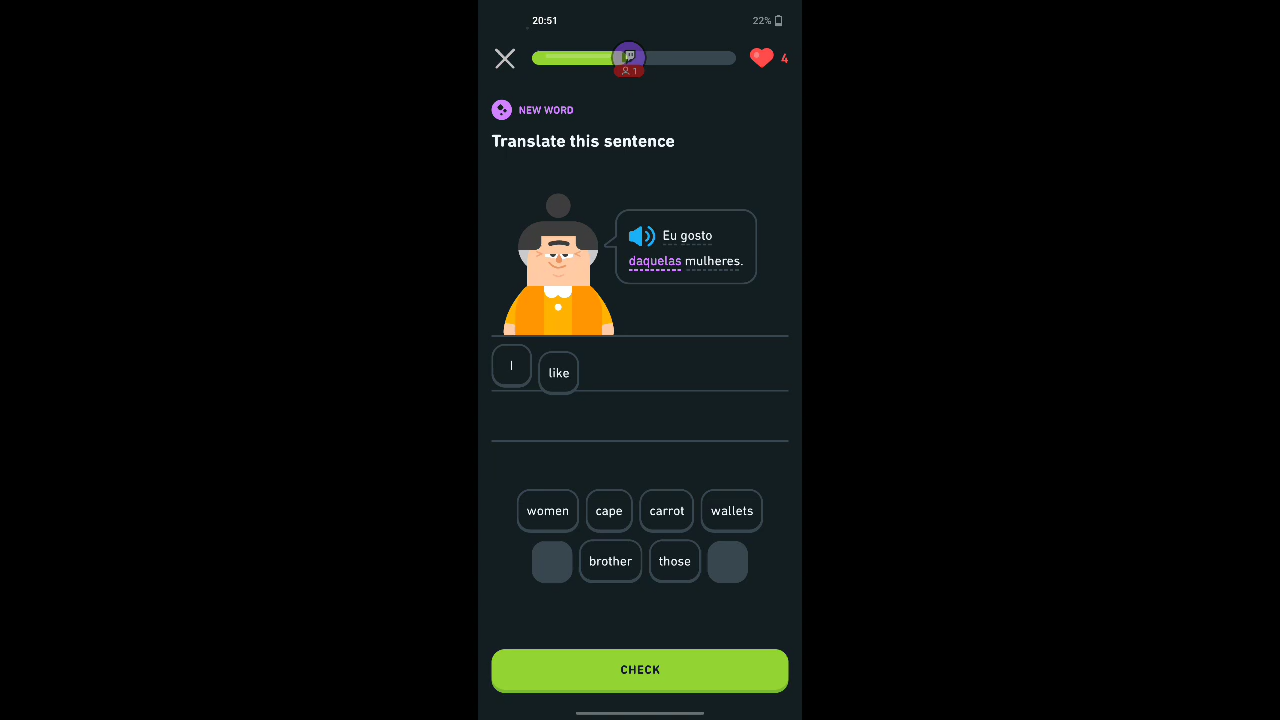 20:51
22%
4
1
NEW WORD
Translate this sentence
Eu gosto
daquelas mulheres.
I like
women cape carrot wallets
brother those
CHECK